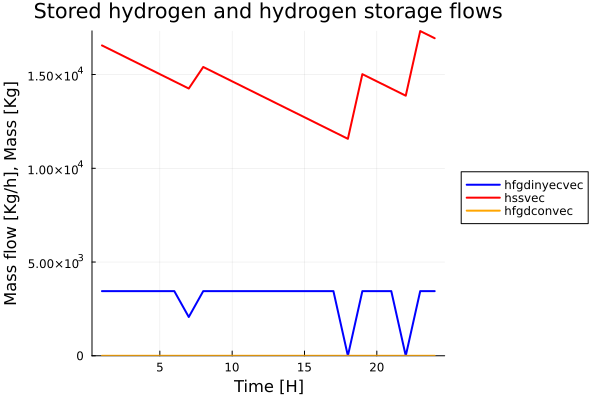 Stored hydrogen and hydrogen storage flows
Mass flow [Kg/h], Mass [Kg]
1.50×10⁴
1.00×10⁴
5.00×10³
0
5 10 15 20
Time [H]
hfgdinyecvec
hssvec
hfgdconvec